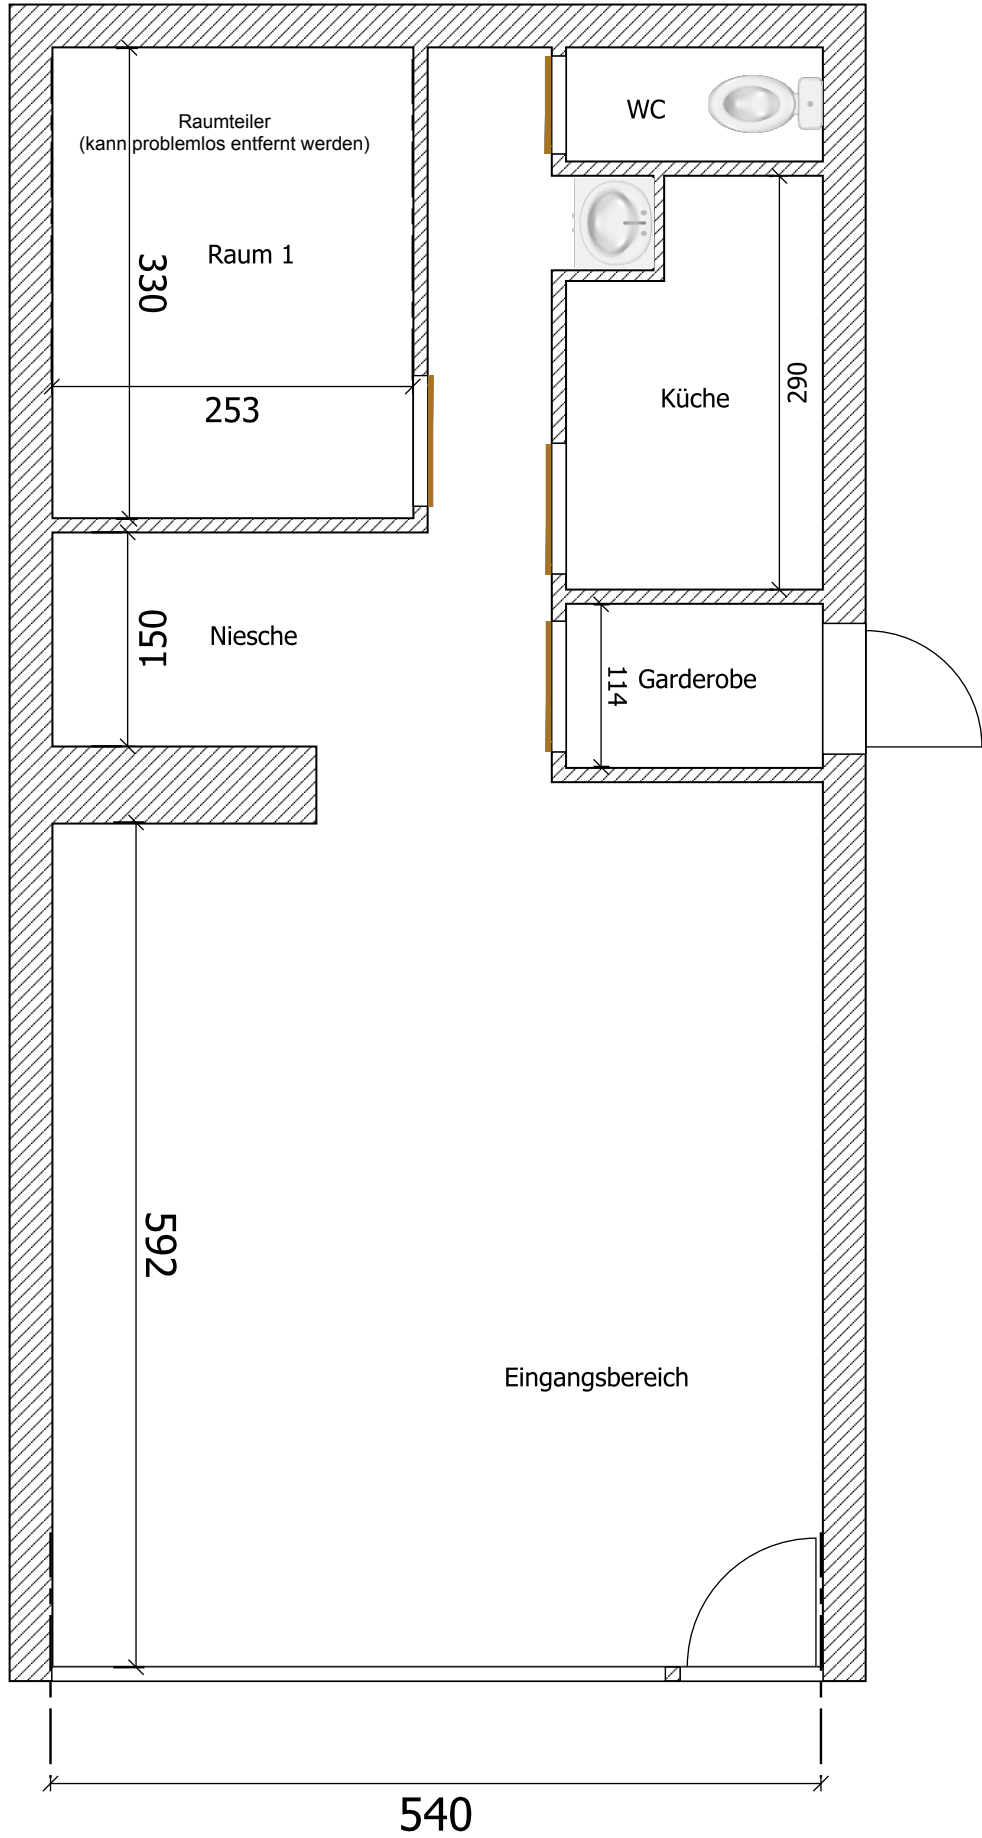 WC
Raumteiler
(kann problemlos entfernt werden)
Raum 1
330
253
290
Küche
150
Niesche
114
Garderobe
592
Eingangsbereich
540